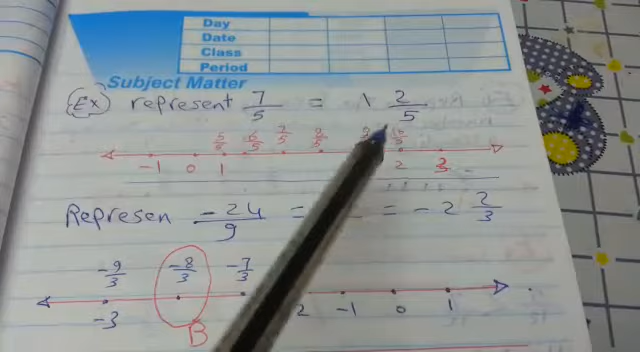 Day
Date
Class
Period
Subject Matter
Ex represent 7/5 = 1 2/5
5/5 6/5 7/5 8/5 10/5
-1 0 1 2 3
Represen -24/9 = = -2 2/3
-9/3 -8/3 -7/3
-3 2 -1 0 1
B